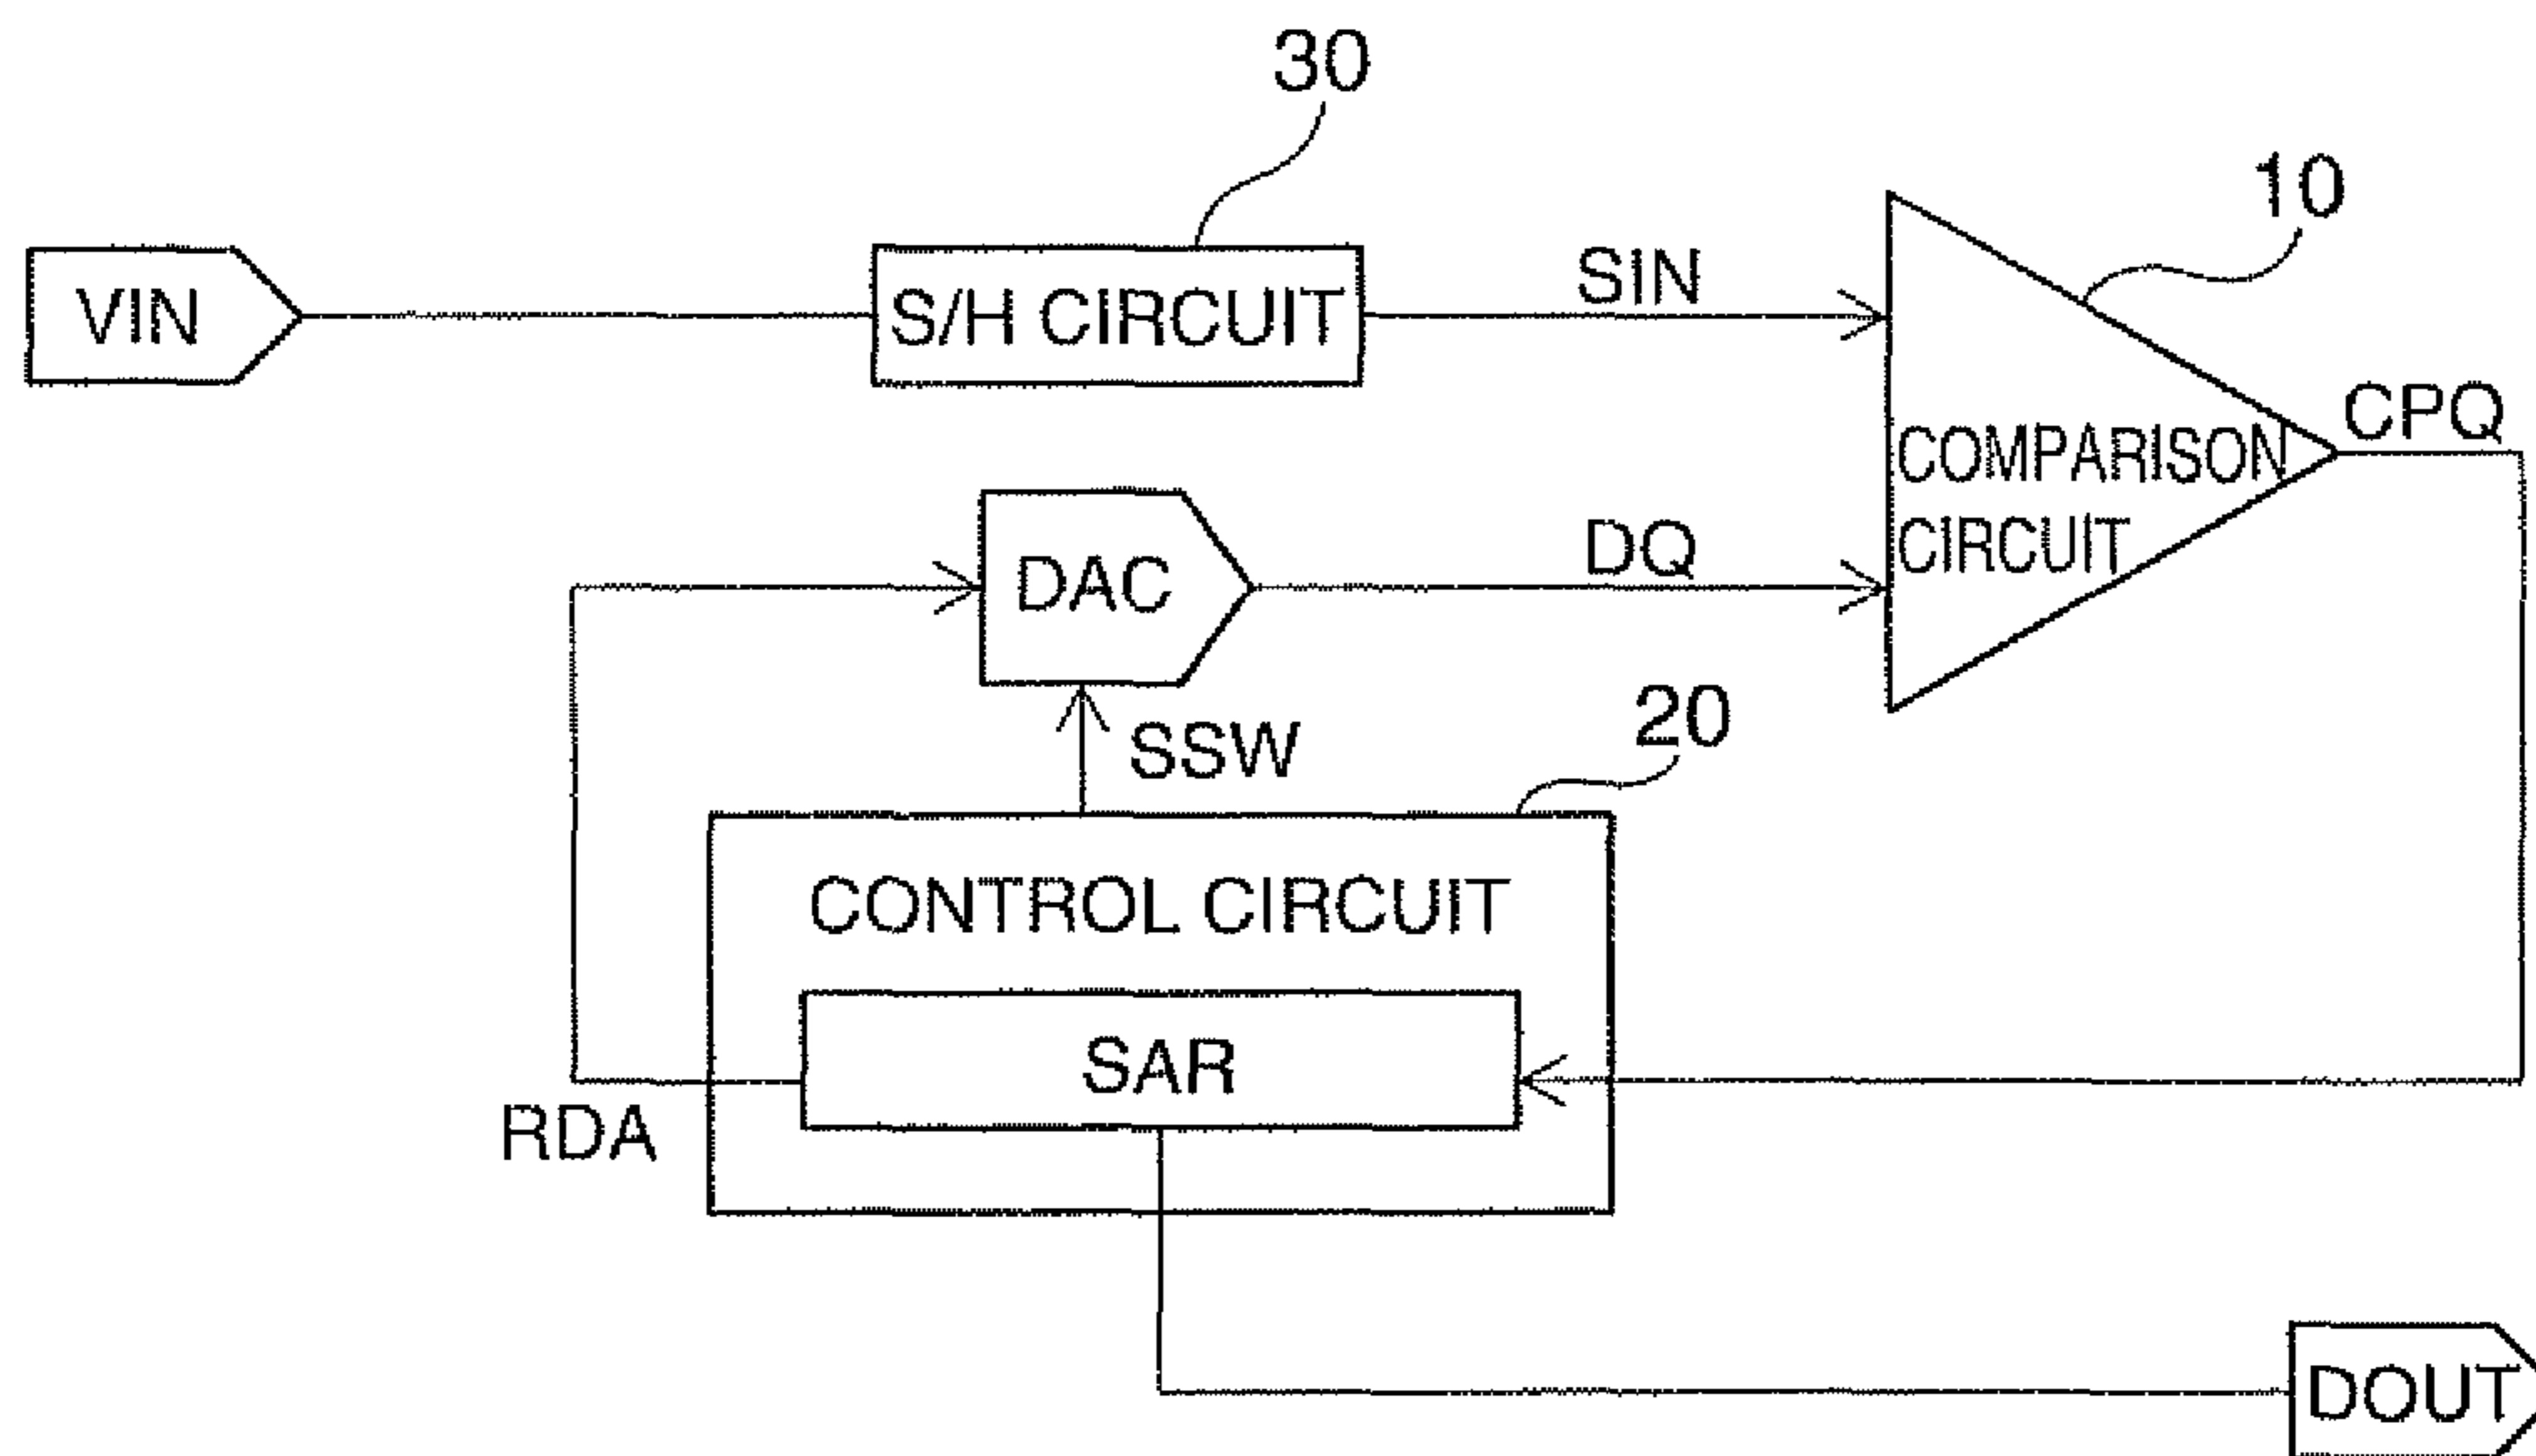 30
10
VIN
S/H CIRCUIT
SIN
CPQ
COMPARISON
CIRCUIT
DAC
DQ
SSW
20
CONTROL CIRCUIT
SAR
RDA
DOUT